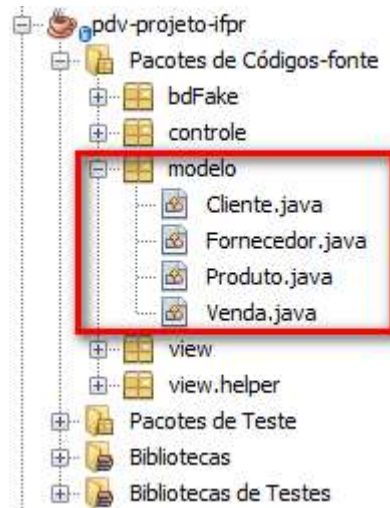 pdv-projeto-ifpr
Pacotes de Códigos-fonte
bdFake
controle
modelo
Cliente.java
Fornecedor.java
Produto.java
Venda.java
view
view.helper
Pacotes de Teste
Bibliotecas
Bibliotecas de Testes